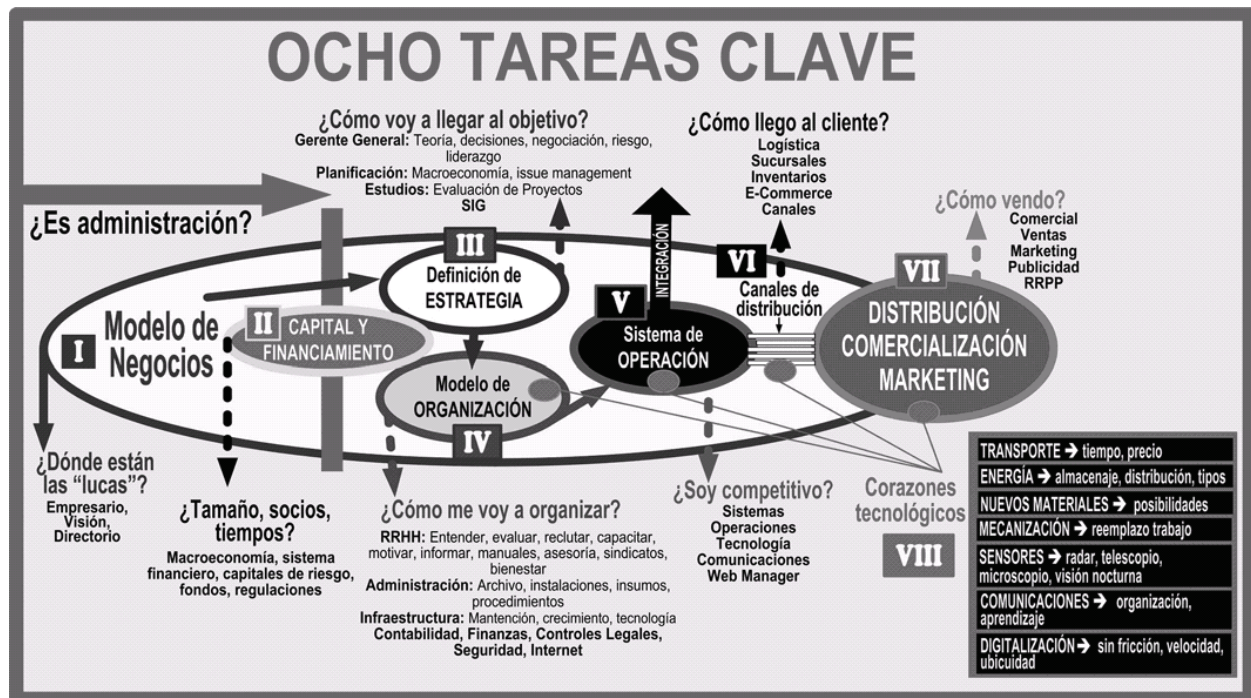 OCHO TAREAS CLAVE
¿Cómo voy a llegar al objetivo?
Gerente General: Teoría, decisiones, negociación, riesgo,
liderazgo
Planificación: Macroeconomía, issue management
Estudios: Evaluación de Proyectos
SIG
¿Cómo llego al cliente?
Logística
Sucursales
Inventarios
E-Commerce
Canales
¿Cómo vendo?
Comercial
Ventas
Marketing
Publicidad
RRPP
¿Es administración?
I
Modelo de
Negocios
II
CAPITAL Y
FINANCIAMIENTO
III
Definición de
ESTRATEGIA
Modelo de
ORGANIZACIÓN
IV
V
Sistema de
OPERACIÓN
INTEGRACIÓN
VI
Canales de
distribución
VII
DISTRIBUCIÓN
COMERCIALIZACIÓN
MARKETING
¿Dónde están
las “lucas”?
Empresario,
Visión,
Directorio
¿Tamaño, socios,
tiempos?
Macroeconomía, sistema
financiero, capitales de riesgo,
fondos, regulaciones
¿Cómo me voy a organizar?
RRHH: Entender, evaluar, reclutar, capacitar,
motivar, informar, manuales, asesoría, sindicatos,
bienestar
Administración: Archivo, instalaciones, insumos,
procedimientos
Infraestructura: Mantención, crecimiento, tecnología
Contabilidad, Finanzas, Controles Legales,
Seguridad, Internet
¿Soy competitivo?
Sistemas
Operaciones
Tecnología
Comunicaciones
Web Manager
Corazones
tecnológicos
VIII
TRANSPORTE → tiempo, precio
ENERGÍA → almacenaje, distribución, tipos
NUEVOS MATERIALES → posibilidades
MECANIZACIÓN → reemplazo trabajo
SENSORES → radar, telescopio,
microscopio, visión nocturna
COMUNICACIONES → organización,
aprendizaje
DIGITALIZACIÓN → sin fricción, velocidad,
ubicuidad